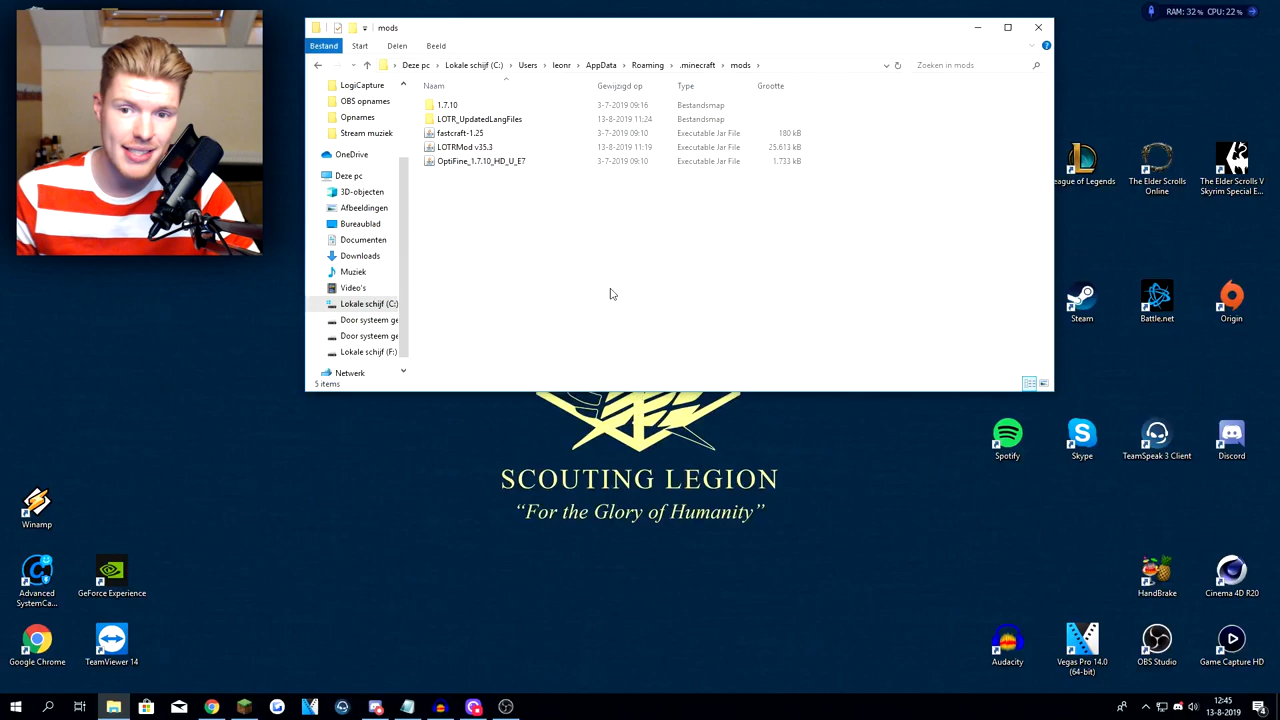 RAM: 32 % CPU: 22 %
mods
Bestand Start Delen Beeld
Deze pc Lokale schijf (C:) Users leonr AppData Roaming .minecraft mods
Zoeken in mods
LogiCapture
OBS opnames
Opnames
Stream muziek
OneDrive
Deze pc
3D-objecten
Afbeeldingen
Bureaublad
Documenten
Downloads
Muziek
Video's
Lokale schijf (C:)
Door systeem ge
Door systeem ge
Lokale schijf (F:)
Netwerk
Naam Gewijzigd op Type Grootte
1.7.10 3-7-2019 09:16 Bestandsmap
LOTR_UpdatedLangFiles 13-8-2019 11:24 Bestandsmap
fastcraft-1.25 3-7-2019 09:10 Executable Jar File 180 kB
LOTRMod v35.3 13-8-2019 11:19 Executable Jar File 25.613 kB
OptiFine_1.7.10_HD_U_E7 3-7-2019 09:10 Executable Jar File 1.733 kB
5 items
eague of Legends
The Elder Scrolls Online
The Elder Scrolls V Skyrim Special E...
Steam
Battle.net
Origin
Spotify
Skype
TeamSpeak 3 Client
Discord
SCOUTING LEGION
“For the Glory of Humanity”
Winamp
Advanced SystemCa...
GeForce Experience
HandBrake
Cinema 4D R20
Google Chrome
TeamViewer 14
Audacity
Vegas Pro 14.0 (64-bit)
OBS Studio
Game Capture HD
12:45
13-8-2019